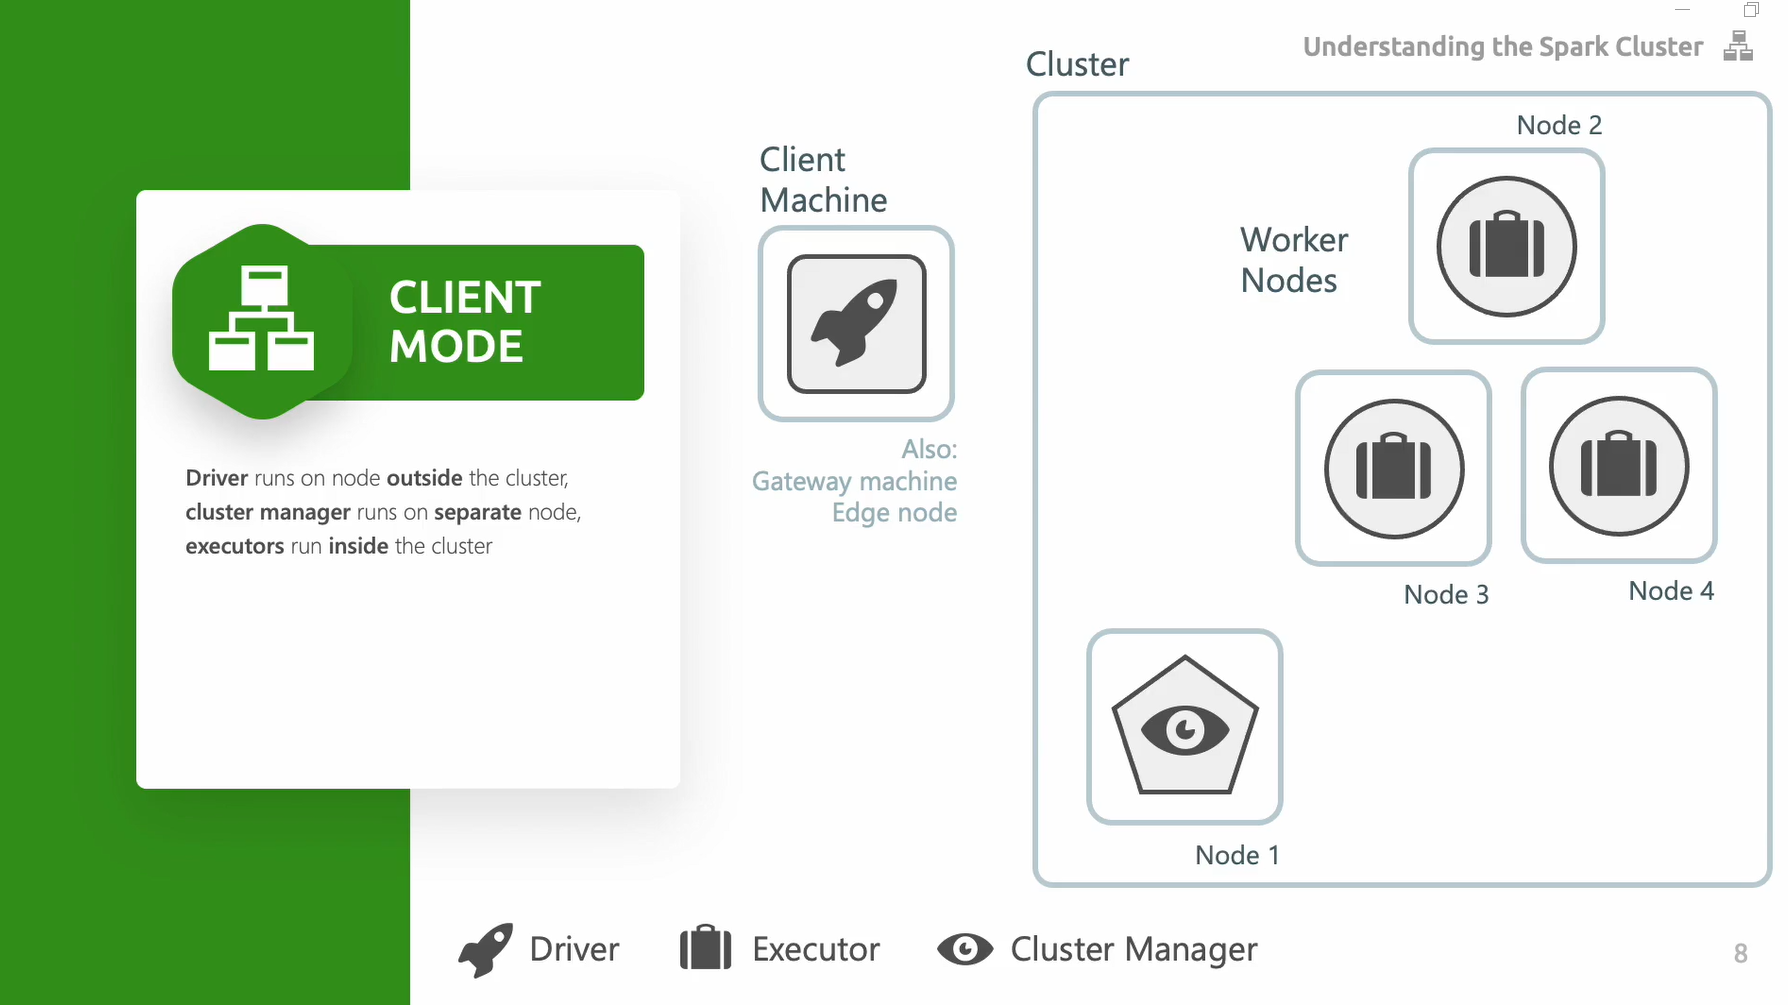 Understanding the Spark Cluster
CLIENT
MODE
Driver runs on node outside the cluster,
cluster manager runs on separate node,
executors run inside the cluster
Client
Machine
Also:
Gateway machine
Edge node
Cluster
Node 2
Worker
Nodes
Node 3
Node 4
Node 1
Driver
Executor
Cluster Manager
8